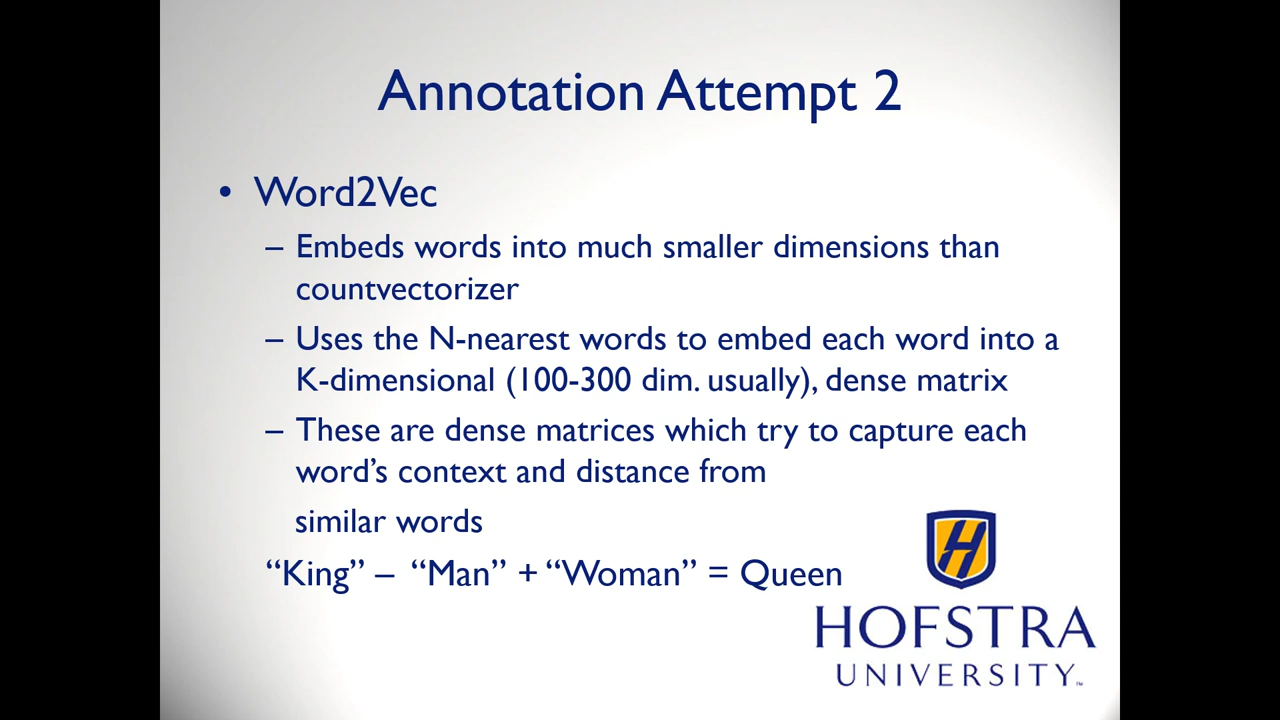 Annotation Attempt 2
• Word2Vec
– Embeds words into much smaller dimensions than
countvectorizer
– Uses the N-nearest words to embed each word into a
K-dimensional (100-300 dim. usually), dense matrix
– These are dense matrices which try to capture each
word’s context and distance from
similar words
“King” – “Man” + “Woman” = Queen
H
HOFSTRA
UNIVERSITY™